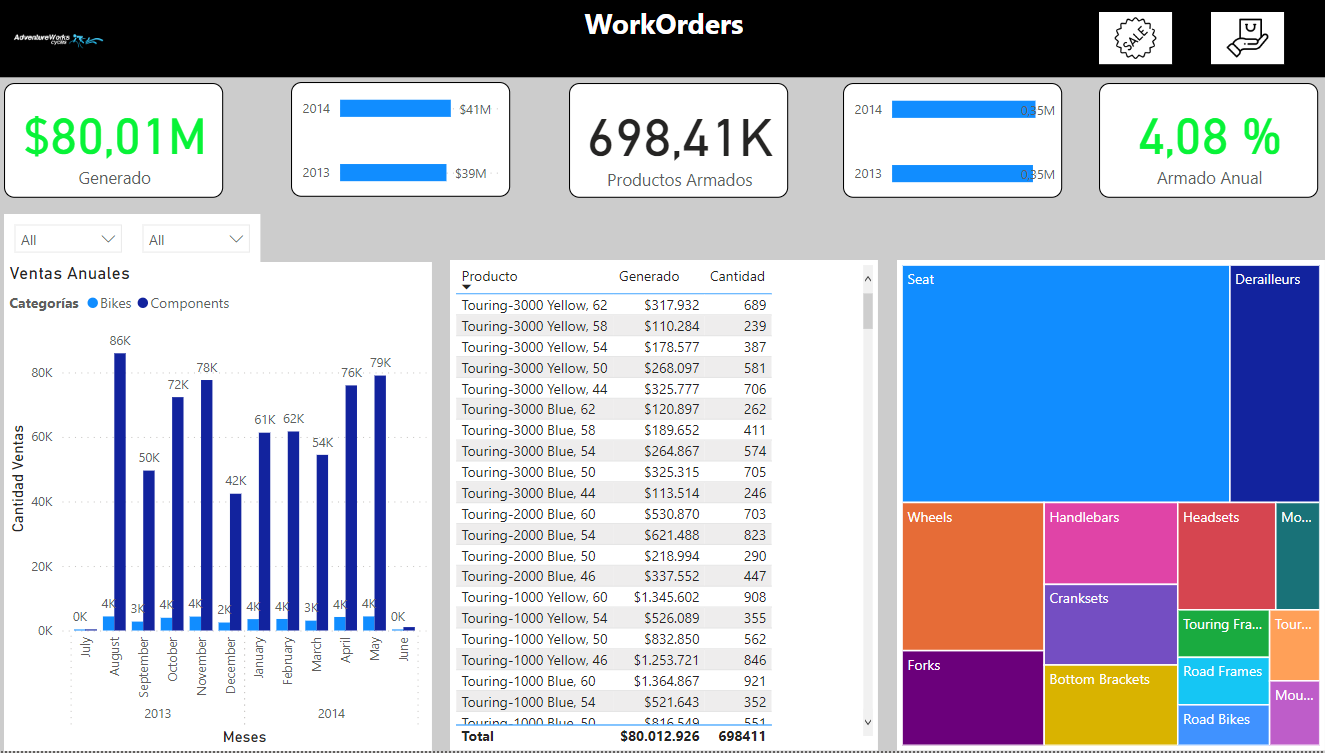 WorkOrders
AdventureWorks
cycles
SALE
$80,01M
Generado
2014 $41M
2013 $39M
698,41K
Productos Armados
2014 0,35M
2013 0,35M
4,08 %
Armado Anual
All All
Ventas Anuales
Categorías Bikes Components
Cantidad Ventas
80K
60K
40K
20K
0K
0K
4K 86K
3K 50K
4K 72K
4K 78K
2K 42K
4K 61K
4K 62K
3K 54K
4K 76K
4K 79K
0K
July August September October November December January February March April May June
2013 2014
Meses
Producto Generado Cantidad
Touring-3000 Yellow, 62 $317.932 689
Touring-3000 Yellow, 58 $110.284 239
Touring-3000 Yellow, 54 $178.577 387
Touring-3000 Yellow, 50 $268.097 581
Touring-3000 Yellow, 44 $325.777 706
Touring-3000 Blue, 62 $120.897 262
Touring-3000 Blue, 58 $189.652 411
Touring-3000 Blue, 54 $264.867 574
Touring-3000 Blue, 50 $325.315 705
Touring-3000 Blue, 44 $113.514 246
Touring-2000 Blue, 60 $530.870 703
Touring-2000 Blue, 54 $621.488 823
Touring-2000 Blue, 50 $218.994 290
Touring-2000 Blue, 46 $337.552 447
Touring-1000 Yellow, 60 $1.345.602 908
Touring-1000 Yellow, 54 $526.089 355
Touring-1000 Yellow, 50 $832.850 562
Touring-1000 Yellow, 46 $1.253.721 846
Touring-1000 Blue, 60 $1.364.867 921
Touring-1000 Blue, 54 $521.643 352
Touring-1000 Blue, 50 $816.549 551
Total $80.012.926 698411
Seat
Derailleurs
Wheels
Handlebars
Headsets
Mo...
Cranksets
Touring Fra...
Tour...
Forks
Bottom Brackets
Road Frames
Mou...
Road Bikes